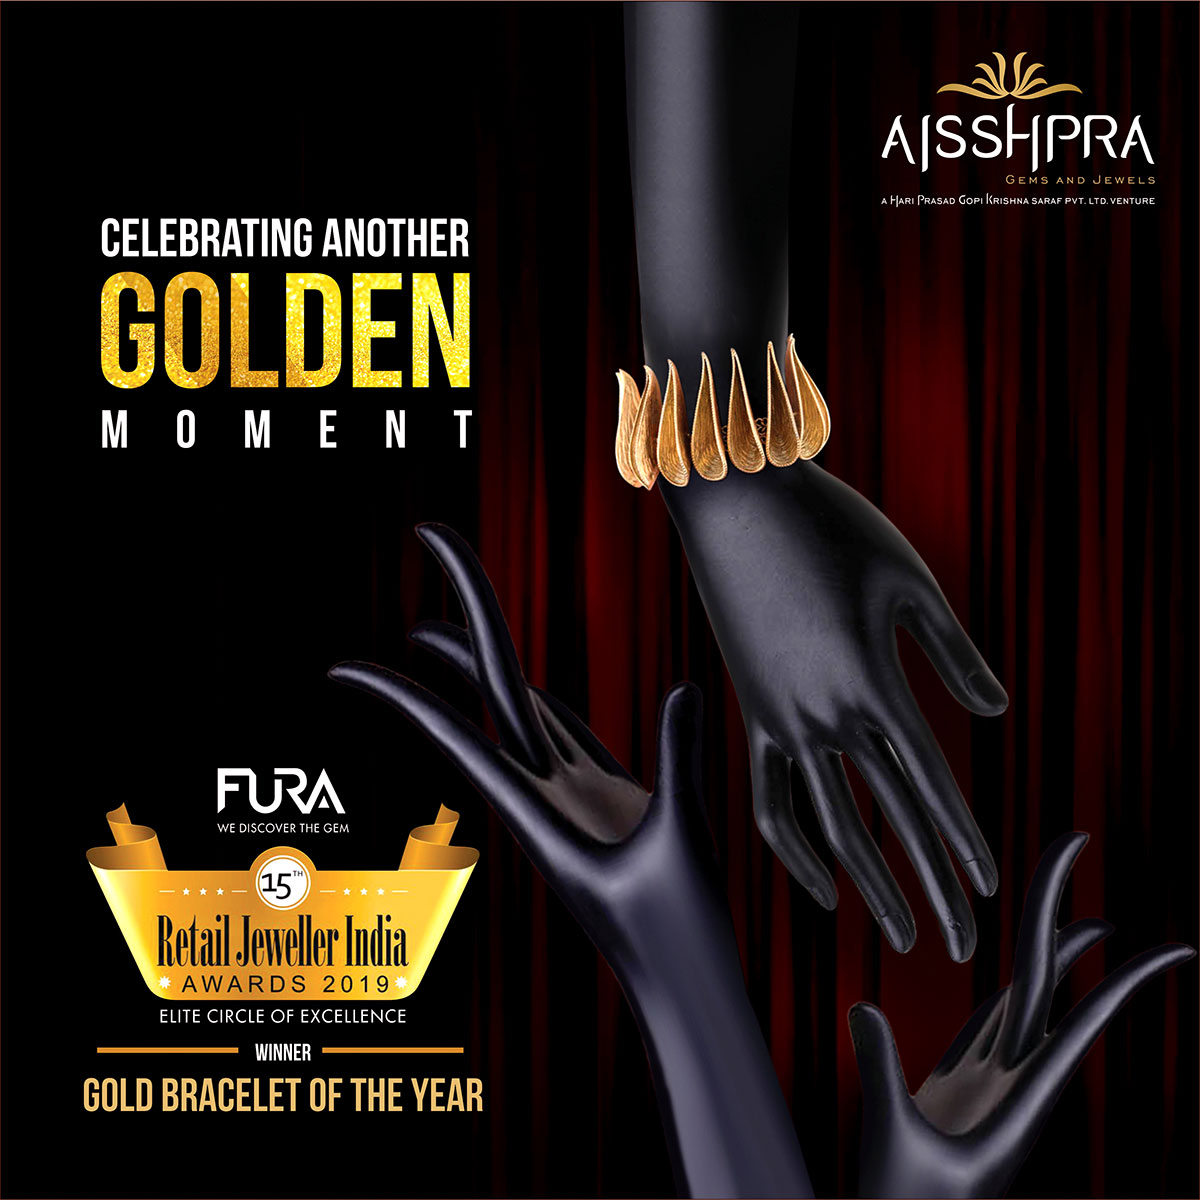 AISSHPRA
GEMS AND JEWELS
A HARI PRASAD GOPI KRISHNA SARAF PVT. LTD. VENTURE
CELEBRATING ANOTHER
GOLDEN
MOMENT
FURA
WE DISCOVER THE GEM
15TH
Retail Jeweller India
AWARDS 2019
ELITE CIRCLE OF EXCELLENCE
WINNER
GOLD BRACELET OF THE YEAR